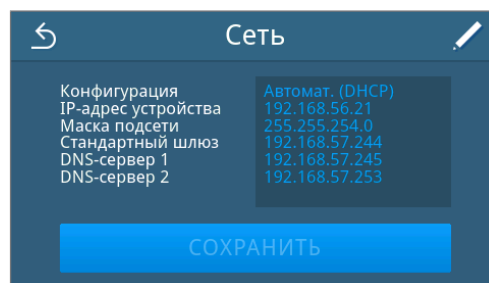 Сеть
Конфигурация Автомат. (DHCP)
IP-адрес устройства 192.168.56.21
Маска подсети 255.255.254.0
Стандартный шлюз 192.168.57.244
DNS-сервер 1 192.168.57.245
DNS-сервер 2 192.168.57.253
СОХРАНИТЬ